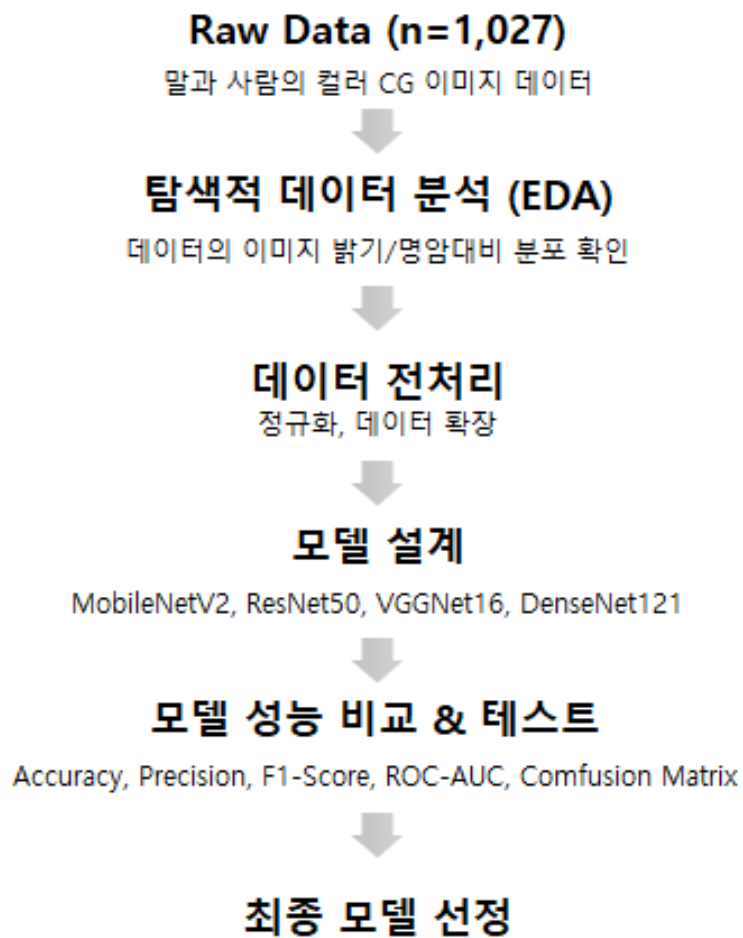 Raw Data (n=1,027)
말과 사람의 컬러 CG 이미지 데이터
탐색적 데이터 분석 (EDA)
데이터의 이미지 밝기/명암대비 분포 확인
데이터 전처리
정규화, 데이터 확장
모델 설계
MobileNetV2, ResNet50, VGGNet16, DenseNet121
모델 성능 비교 & 테스트
Accuracy, Precision, F1-Score, ROC-AUC, Comfusion Matrix
최종 모델 선정